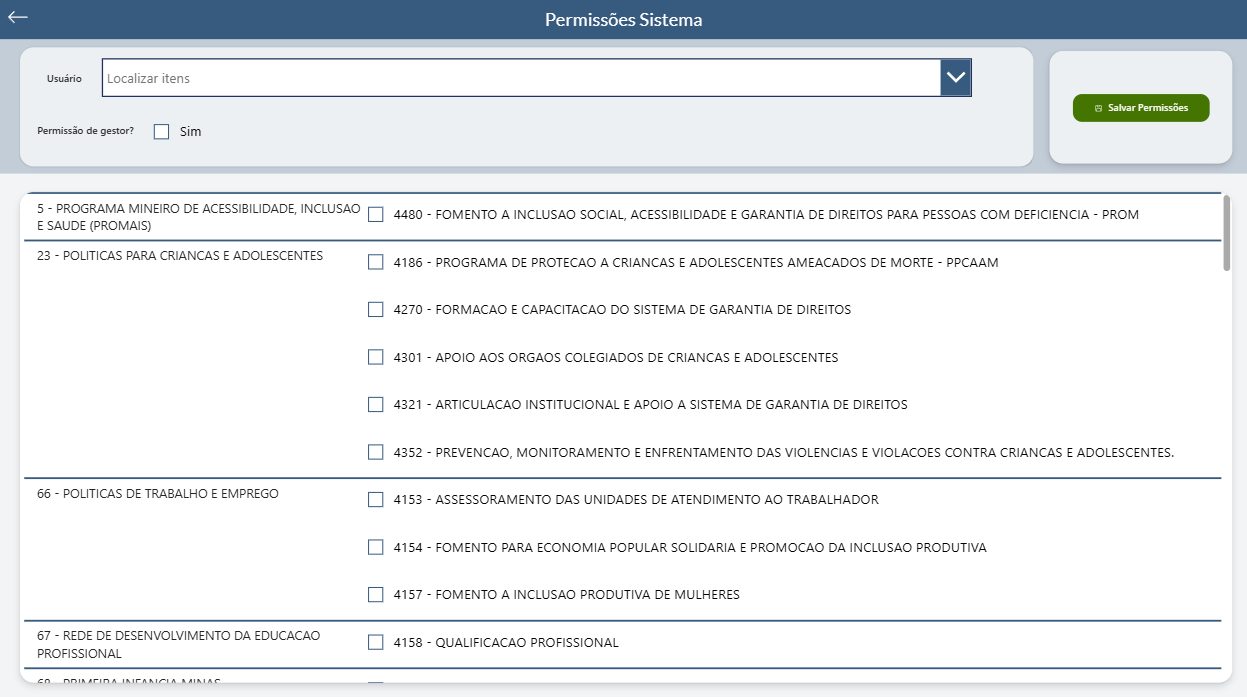 Permissões Sistema
Usuário
Localizar itens
Permissão de gestor?
Sim
Salvar Permissões
5 - PROGRAMA MINEIRO DE ACESSIBILIDADE, INCLUSAO
E SAUDE (PROMAIS)
4480 - FOMENTO A INCLUSAO SOCIAL, ACESSIBILIDADE E GARANTIA DE DIREITOS PARA PESSOAS COM DEFICIENCIA - PROM
23 - POLITICAS PARA CRIANCAS E ADOLESCENTES
4186 - PROGRAMA DE PROTECAO A CRIANCAS E ADOLESCENTES AMEACADOS DE MORTE - PPCAAM
4270 - FORMACAO E CAPACITACAO DO SISTEMA DE GARANTIA DE DIREITOS
4301 - APOIO AOS ORGAOS COLEGIADOS DE CRIANCAS E ADOLESCENTES
4321 - ARTICULACAO INSTITUCIONAL E APOIO A SISTEMA DE GARANTIA DE DIREITOS
4352 - PREVENCAO, MONITORAMENTO E ENFRENTAMENTO DAS VIOLENCIAS E VIOLACOES CONTRA CRIANCAS E ADOLESCENTES.
66 - POLITICAS DE TRABALHO E EMPREGO
4153 - ASSESSORAMENTO DAS UNIDADES DE ATENDIMENTO AO TRABALHADOR
4154 - FOMENTO PARA ECONOMIA POPULAR SOLIDARIA E PROMOCAO DA INCLUSAO PRODUTIVA
4157 - FOMENTO A INCLUSAO PRODUTIVA DE MULHERES
67 - REDE DE DESENVOLVIMENTO DA EDUCACAO
PROFISSIONAL
4158 - QUALIFICACAO PROFISSIONAL
68 - PRIMEIRA INFANCIA MINAS